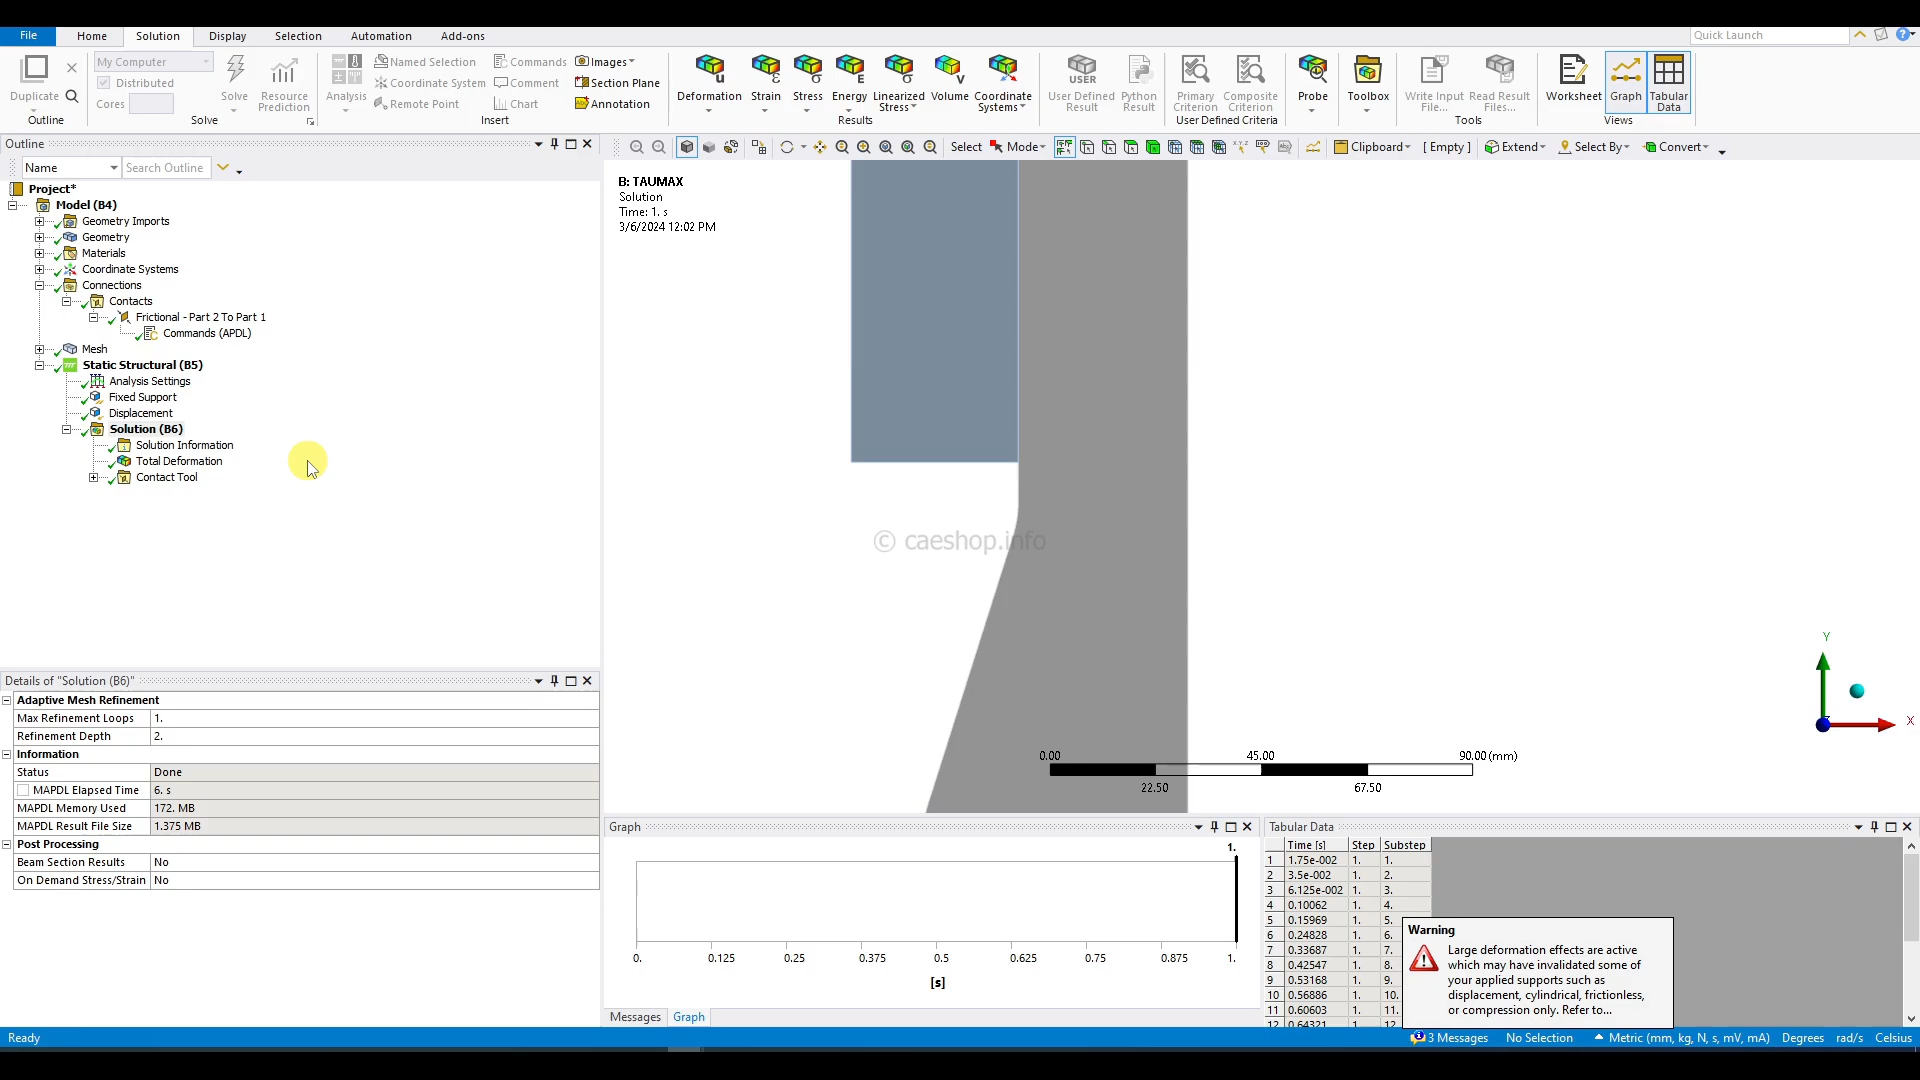 File
Home
Solution
Display
Selection
Automation
Add-ons
Quick Launch
Duplicate
Outline
My Computer
Distributed
Cores
Solve
Resource
Prediction
Solve
Analysis
Named Selection
Coordinate System
Remote Point
Commands
Comment
Chart
Images
Section Plane
Annotation
Insert
Deformation
Strain
Stress
Energy
Linearized
Stress
Volume
Coordinate
Systems
Results
USER
User Defined
Result
Python
Result
Primary
Criterion
Composite
Criterion
User Defined Criteria
Probe
Toolbox
Write Input
File...
Read Result
Files...
Tools
Worksheet
Graph
Tabular
Data
Views
Outline
Name
Search Outline
Select
Mode
Clipboard
[ Empty ]
Extend
Select By
Convert
Project*
Model (B4)
Geometry Imports
Geometry
Materials
Coordinate Systems
Connections
Contacts
Frictional - Part 2 To Part 1
Commands (APDL)
Mesh
Static Structural (B5)
Analysis Settings
Fixed Support
Displacement
Solution (B6)
Solution Information
Total Deformation
Contact Tool
B: TAUMAX
Solution
Time: 1. s
3/6/2024 12:02 PM
© caeshop.info
Y
X
0.00
45.00
90.00 (mm)
22.50
67.50
Details of "Solution (B6)"
Adaptive Mesh Refinement
Max Refinement Loops 1.
Refinement Depth 2.
Information
Status Done
MAPDL Elapsed Time 6. s
MAPDL Memory Used 172. MB
MAPDL Result File Size 1.375 MB
Post Processing
Beam Section Results No
On Demand Stress/Strain No
Graph
1.
0. 0.125 0.25 0.375 0.5 0.625 0.75 0.875 1.
[s]
Messages
Graph
Tabular Data
Time [s] Step Substep
1 1.75e-002 1. 1.
2 3.5e-002 1. 2.
3 6.125e-002 1. 3.
4 0.10062 1. 4.
5 0.15969 1. 5.
6 0.24828 1. 6.
7 0.33687 1. 7.
8 0.42547 1. 8.
9 0.53168 1. 9.
10 0.56886 1. 10.
11 0.60603 1. 11.
12 0.64321 1. 12
Warning
Large deformation effects are active
which may have invalidated some of
your applied supports such as
displacement, cylindrical, frictionless,
or compression only. Refer to...
Ready
3 Messages
No Selection
Metric (mm, kg, N, s, mV, mA)
Degrees
rad/s
Celsius